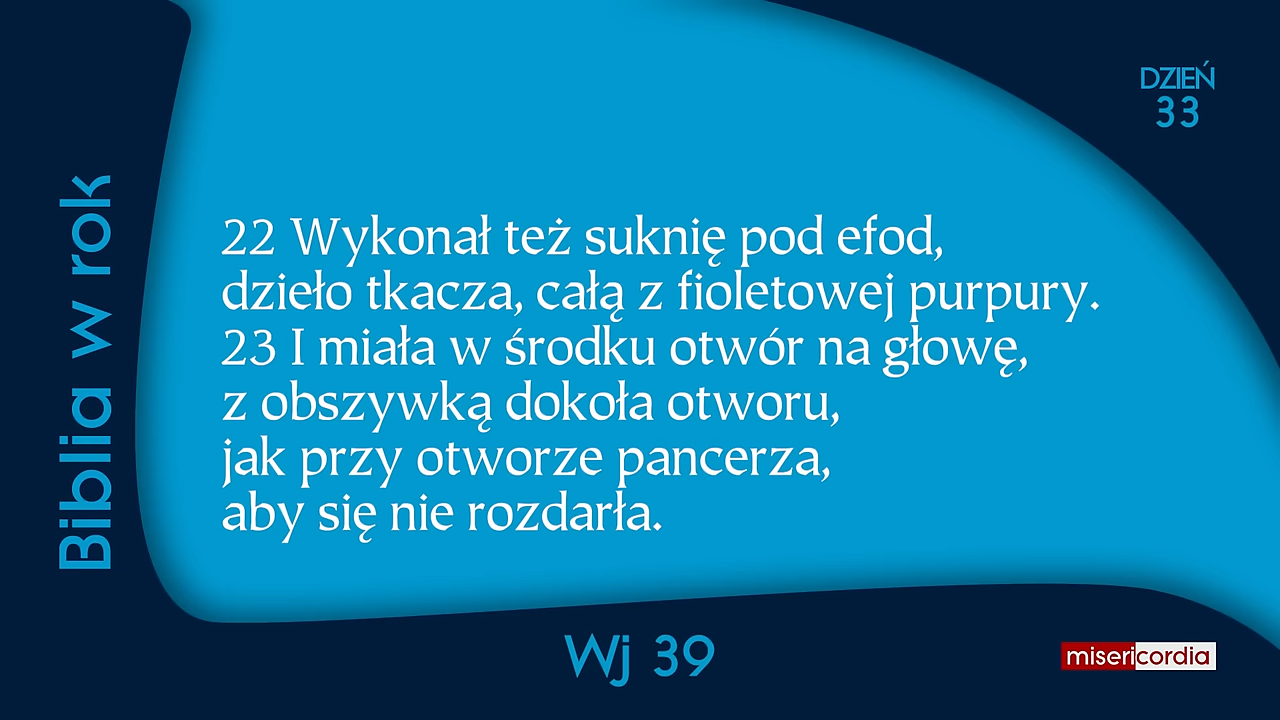 DZIEŃ
33
Biblia w rok
22 Wykonał też suknię pod efod,
dzieło tkacza, całą z fioletowej purpury.
23 I miała w środku otwór na głowę,
z obszywką dokoła otworu,
jak przy otworze pancerza,
aby się nie rozdarła.
Wj 39
misericordia